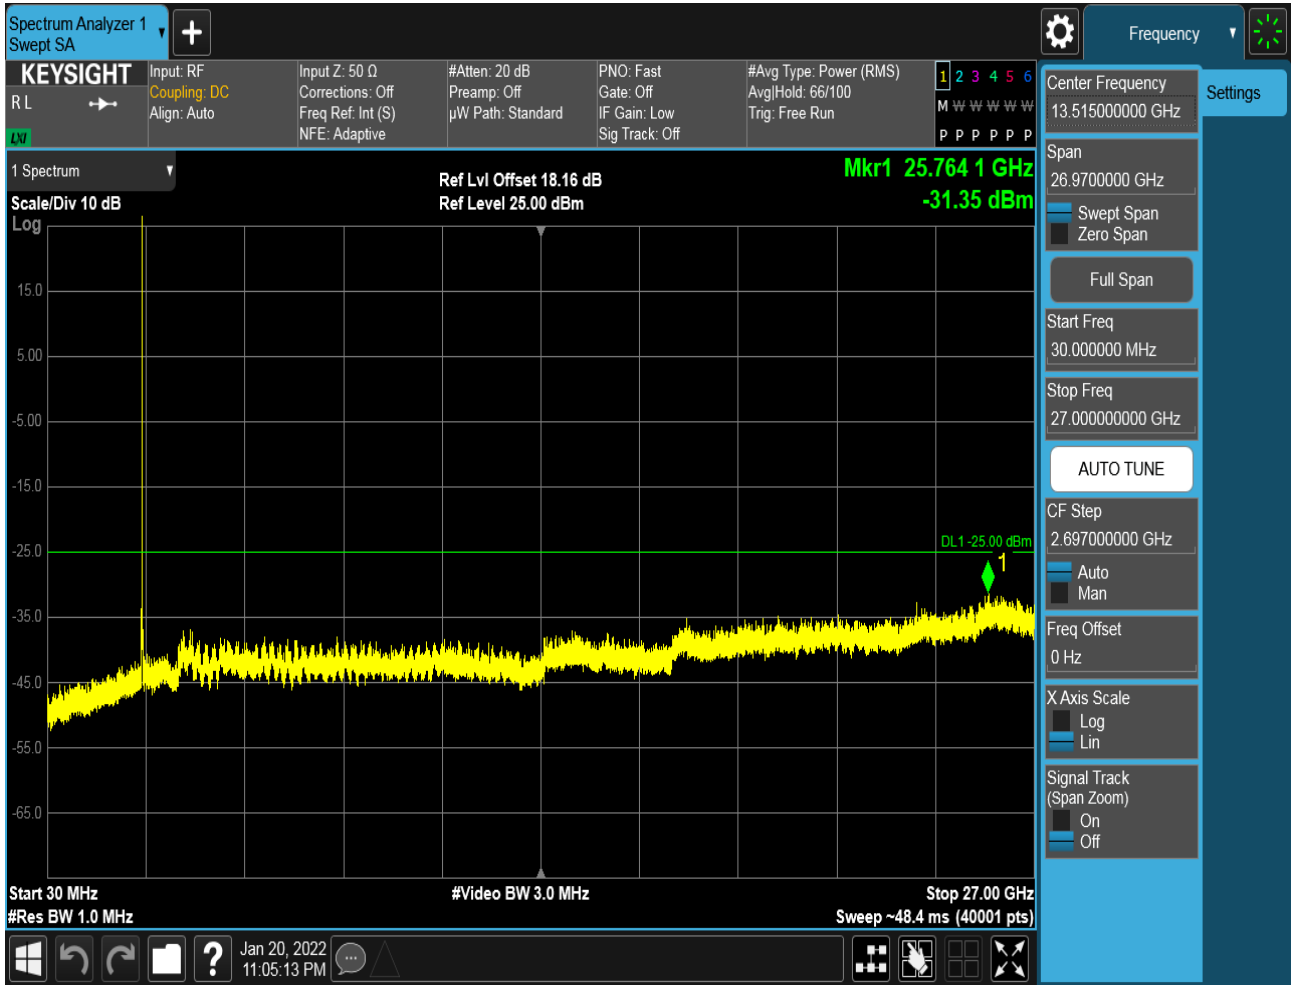 Spectrum Analyzer 1
Swept SA
Frequency
KEYSIGHT
R L
LXI
Input: RF
Coupling: DC
Align: Auto
Input Z: 50 Ω
Corrections: Off
Freq Ref: Int (S)
NFE: Adaptive
#Atten: 20 dB
Preamp: Off
µW Path: Standard
PNO: Fast
Gate: Off
IF Gain: Low
Sig Track: Off
#Avg Type: Power (RMS)
Avg|Hold: 66/100
Trig: Free Run
1 2 3 4 5 6
M W W W W W
P P P P P P
1 Spectrum
Scale/Div 10 dB
Log
Ref Lvl Offset 18.16 dB
Ref Level 25.00 dBm
Mkr1 25.764 1 GHz
-31.35 dBm
15.0
5.00
-5.00
-15.0
-25.0
-35.0
-45.0
-55.0
-65.0
DL1 -25.00 dBm
1
Start 30 MHz
#Res BW 1.0 MHz
#Video BW 3.0 MHz
Stop 27.00 GHz
Sweep ~48.4 ms (40001 pts)
Jan 20, 2022
11:05:13 PM
Center Frequency
13.515000000 GHz
Settings
Span
26.9700000 GHz
Swept Span
Zero Span
Full Span
Start Freq
30.000000 MHz
Stop Freq
27.000000000 GHz
AUTO TUNE
CF Step
2.697000000 GHz
Auto
Man
Freq Offset
0 Hz
X Axis Scale
Log
Lin
Signal Track
(Span Zoom)
On
Off